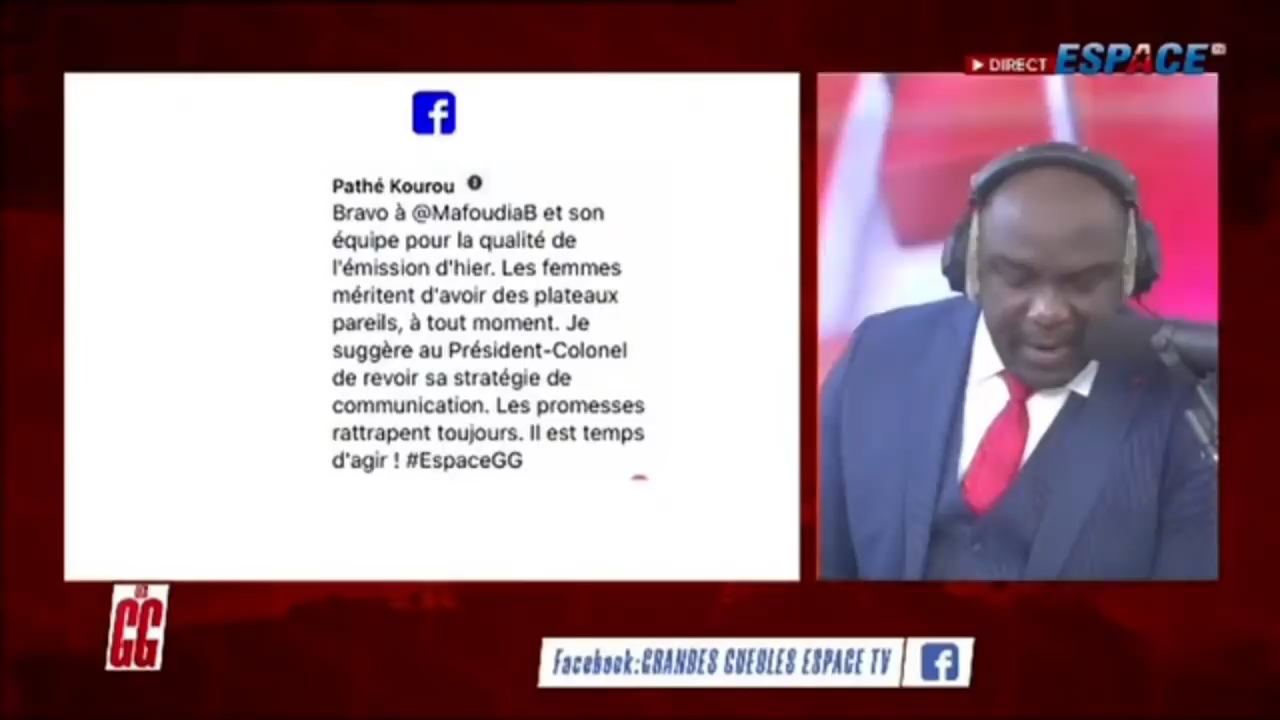 DIRECT ESPACE TV
Pathé Kourou
Bravo à @MafoudiaB et son
équipe pour la qualité de
l'émission d'hier. Les femmes
méritent d'avoir des plateaux
pareils, à tout moment. Je
suggère au Président-Colonel
de revoir sa stratégie de
communication. Les promesses
rattrapent toujours. Il est temps
d'agir ! #EspaceGG
GG
Facebook:GRANDES GUEULES ESPACE TV